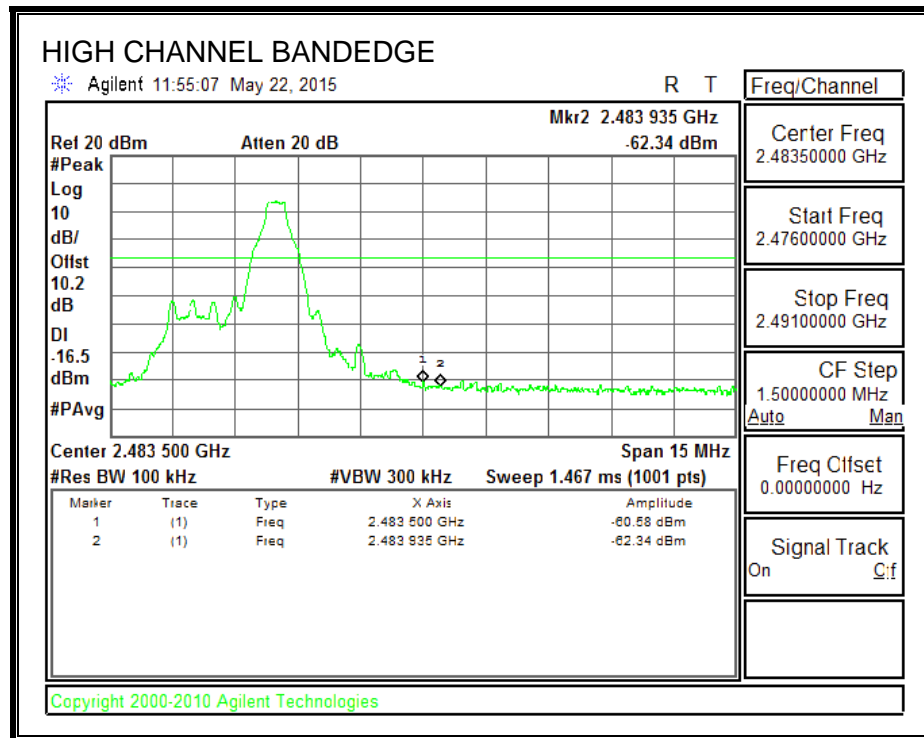 HIGH CHANNEL BANDEDGE
Agilent 11:55:07 May 22, 2015 R T
Mkr2 2.483 935 GHz
Ref 20 dBm Atten 20 dB -62.34 dBm
#Peak
Log
10
dB/
Offst
10.2
dB
DI
-16.5
dBm
#PAvg
1
2
Center 2.483 500 GHz Span 15 MHz
#Res BW 100 kHz #VBW 300 kHz Sweep 1.467 ms (1001 pts)
Marker Trace Type X Axis Amplitude
1 (1) Freq 2.483 500 GHz -60.58 dBm
2 (1) Freq 2.483 935 GHz -62.34 dBm
Copyright 2000-2010 Agilent Technologies
Freq/Channel
Center Freq
2.48350000 GHz
Start Freq
2.47600000 GHz
Stop Freq
2.49100000 GHz
CF Step
1.50000000 MHz
Auto Man
Freq Offset
0.00000000 Hz
Signal Track
On Off